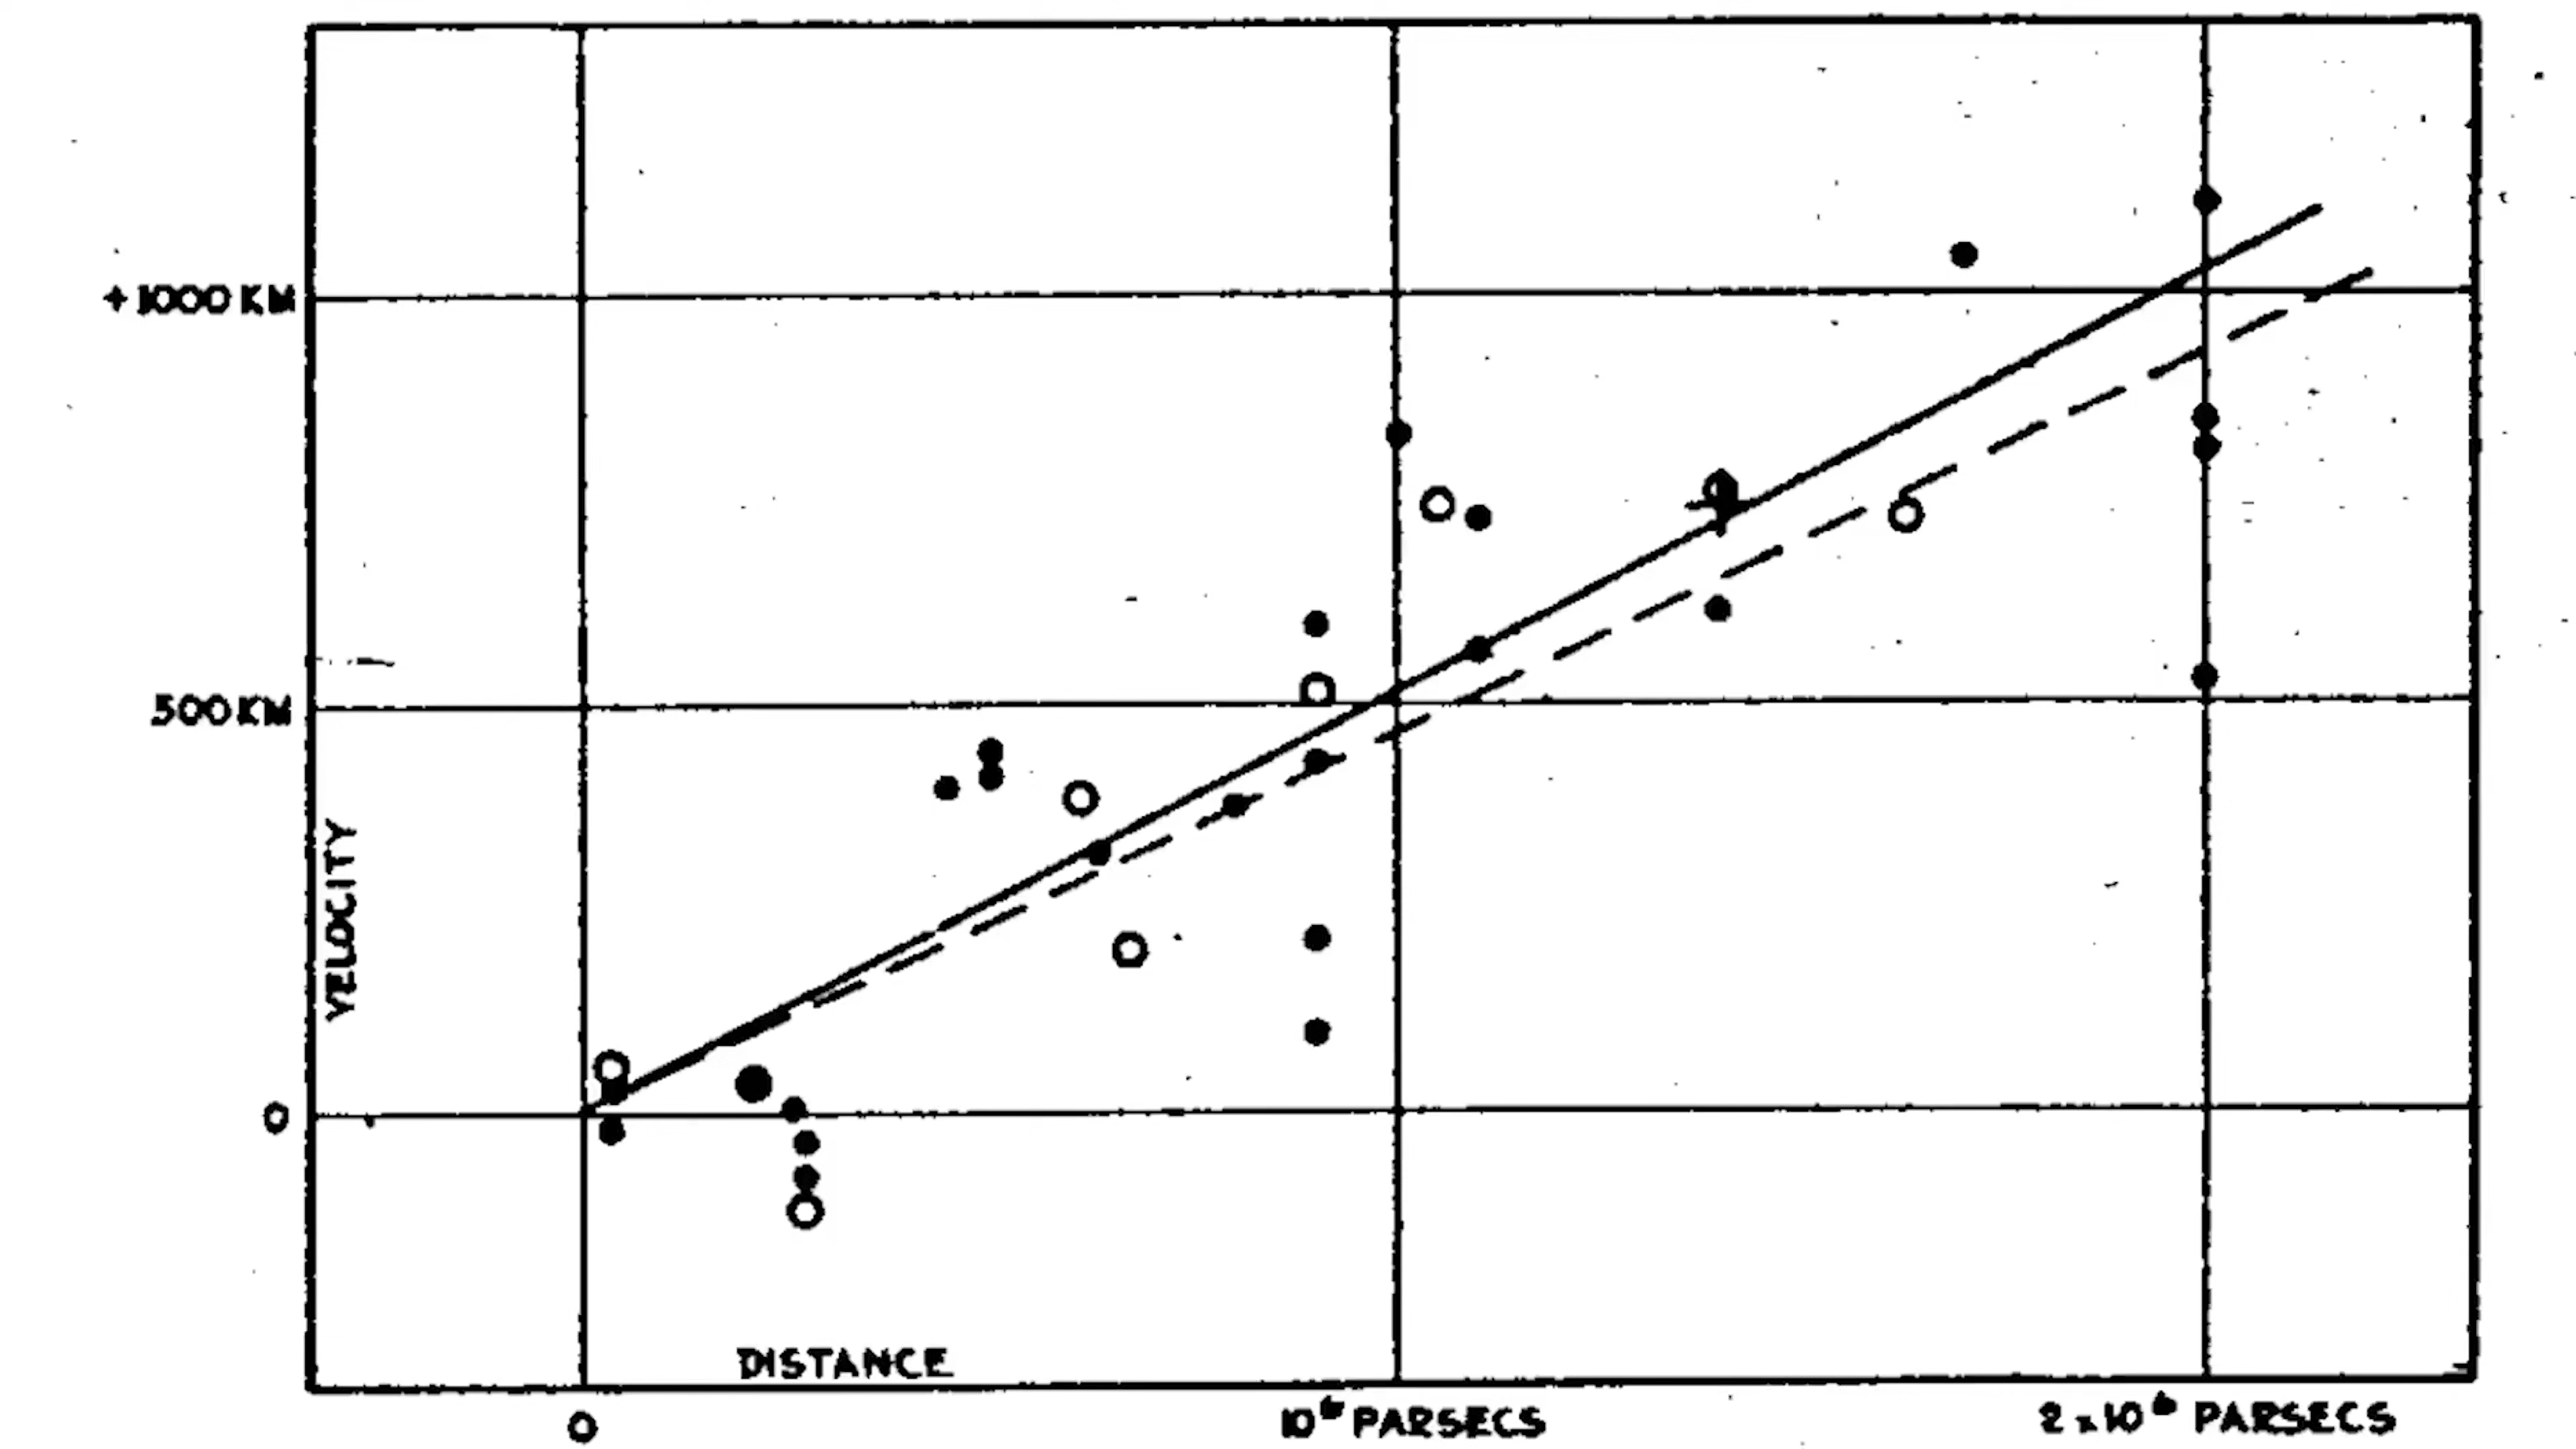 +1000 KM
500 KM
VELOCITY
0
DISTANCE
0
10⁶ PARSECS
2 x 10⁶ PARSECS